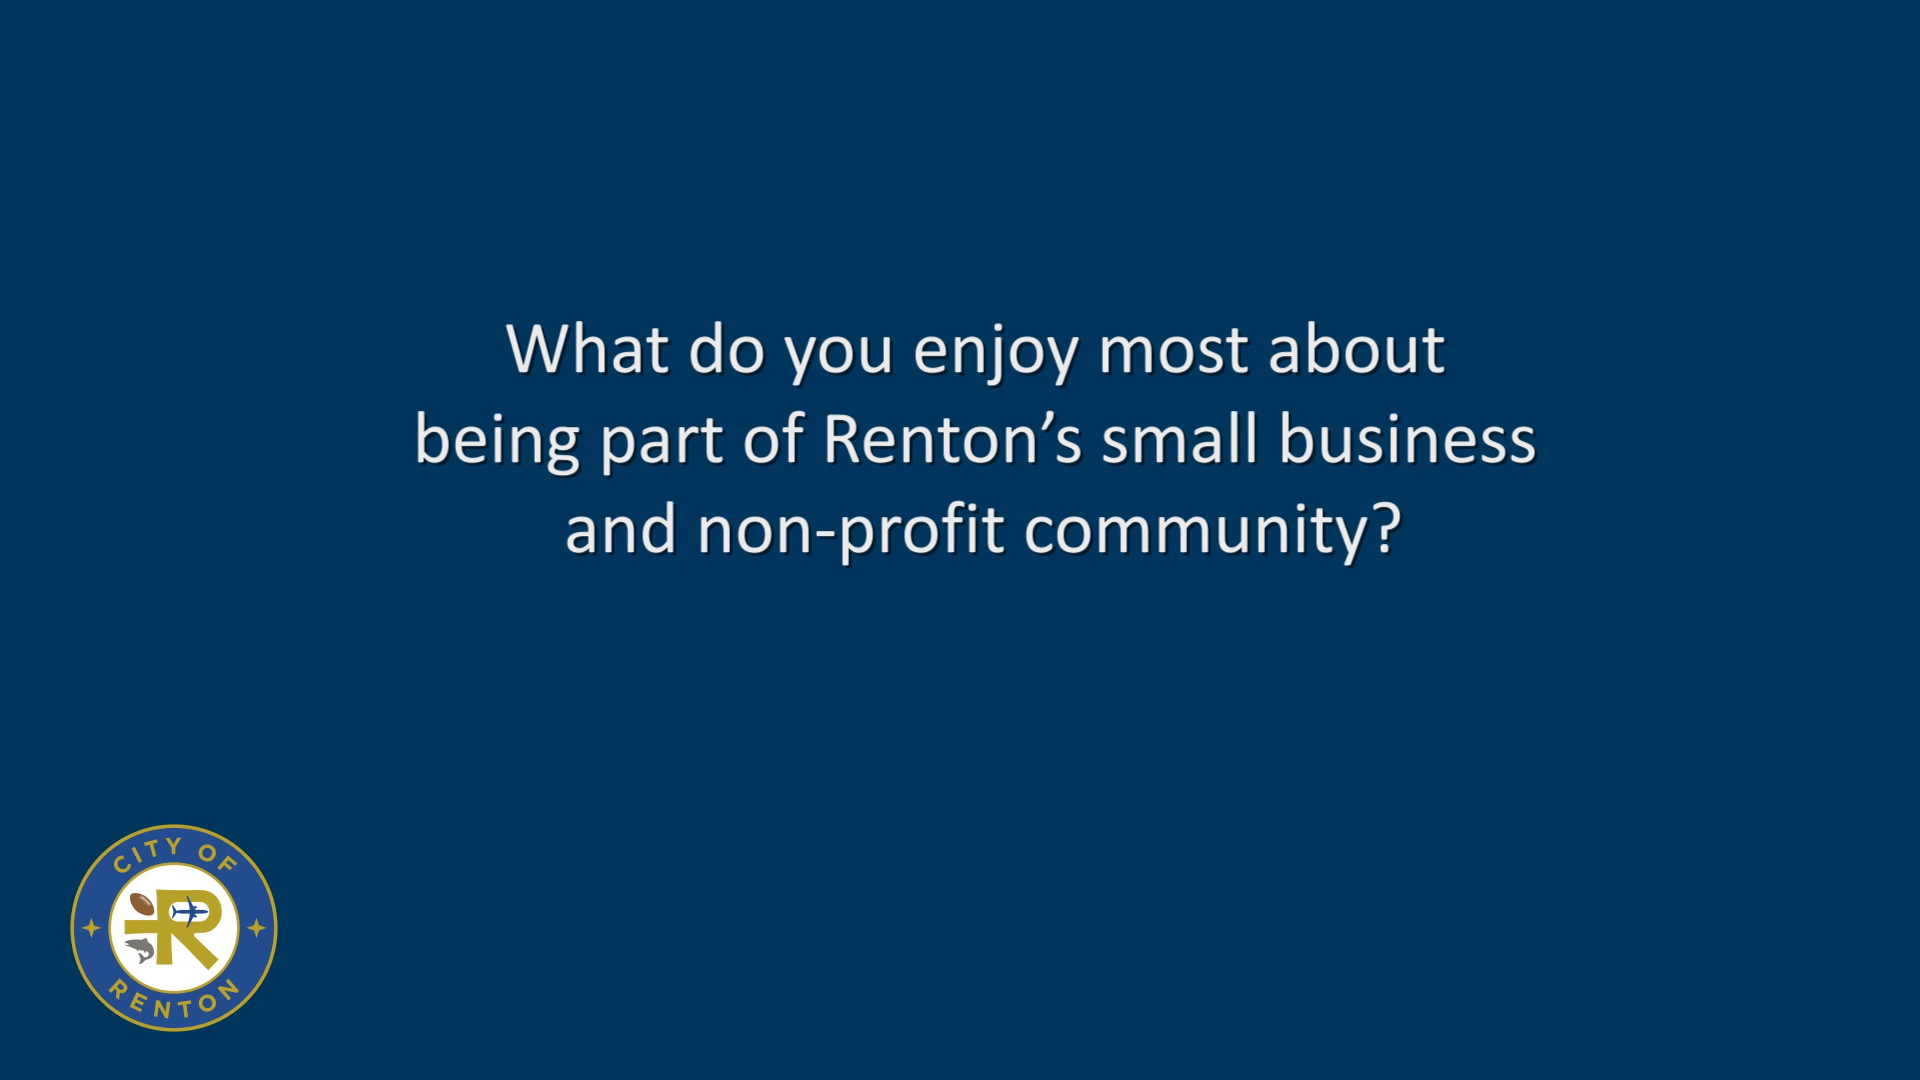 What do you enjoy most about
being part of Renton’s small business
and non-profit community?
CITY OF
R
RENTON